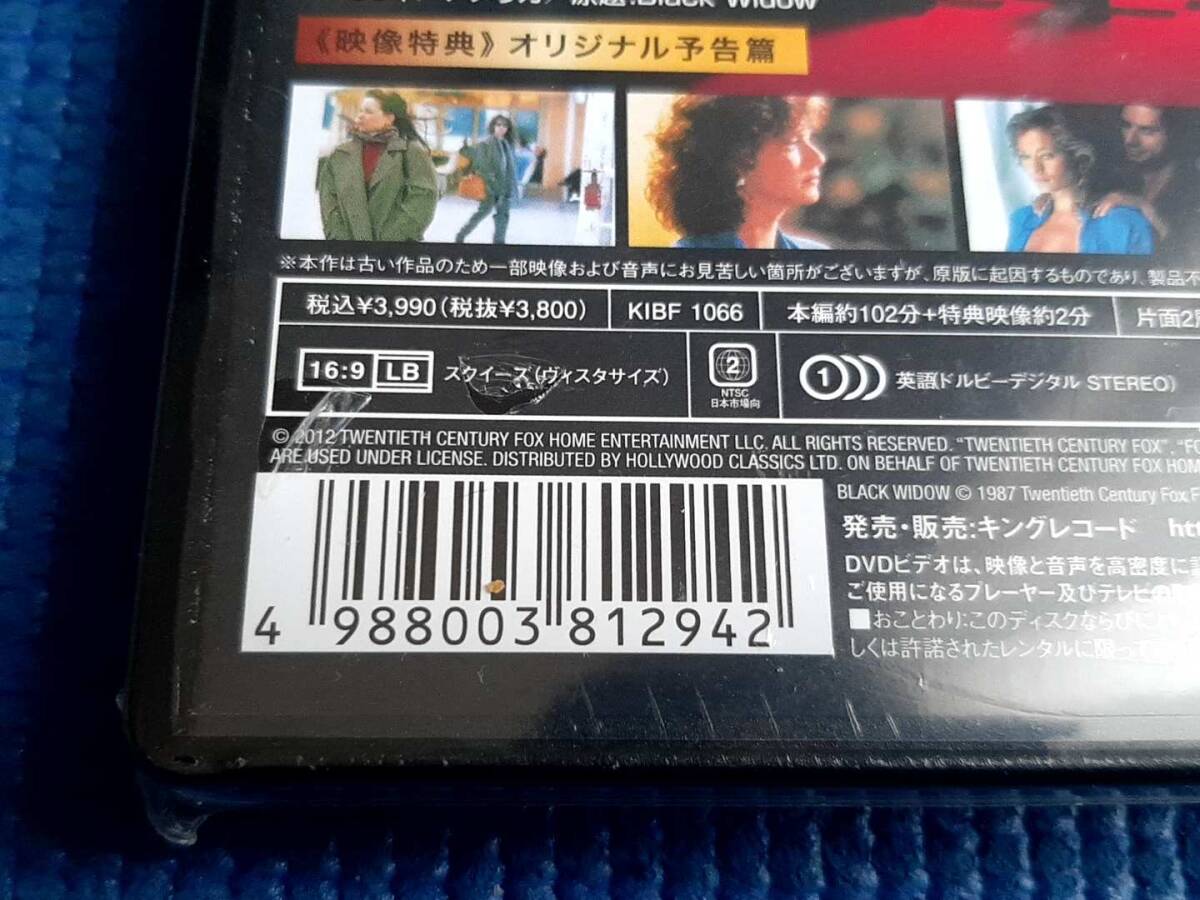 原題:Black Widow
《映像特典》オリジナル予告篇
※本作は古い作品のため一部映像および音声にお見苦しい箇所がございますが、原版に起因するものであり、製品不
税込¥3,990(税抜¥3,800) KIBF 1066 本編約102分+特典映像約2分 片面2
16:9 LB スクイーズ(ヴィスタサイズ) 2 NTSC 日本市場向 1 英語(ドルビーデジタル STEREO)
© 2012 TWENTIETH CENTURY FOX HOME ENTERTAINMENT LLC. ALL RIGHTS RESERVED. “TWENTIETH CENTURY FOX”, “FO
ARE USED UNDER LICENSE. DISTRIBUTED BY HOLLYWOOD CLASSICS LTD. ON BEHALF OF TWENTIETH CENTURY FOX HOM
BLACK WIDOW © 1987 Twentieth Century Fox F
発売・販売:キングレコード htt
DVDビデオは、映像と音声を高密度に記
ご使用になるプレーヤー及びテレビの
■おことわり:このディスクならびに
しくは許諾されたレンタルに限って
4 988003 812942